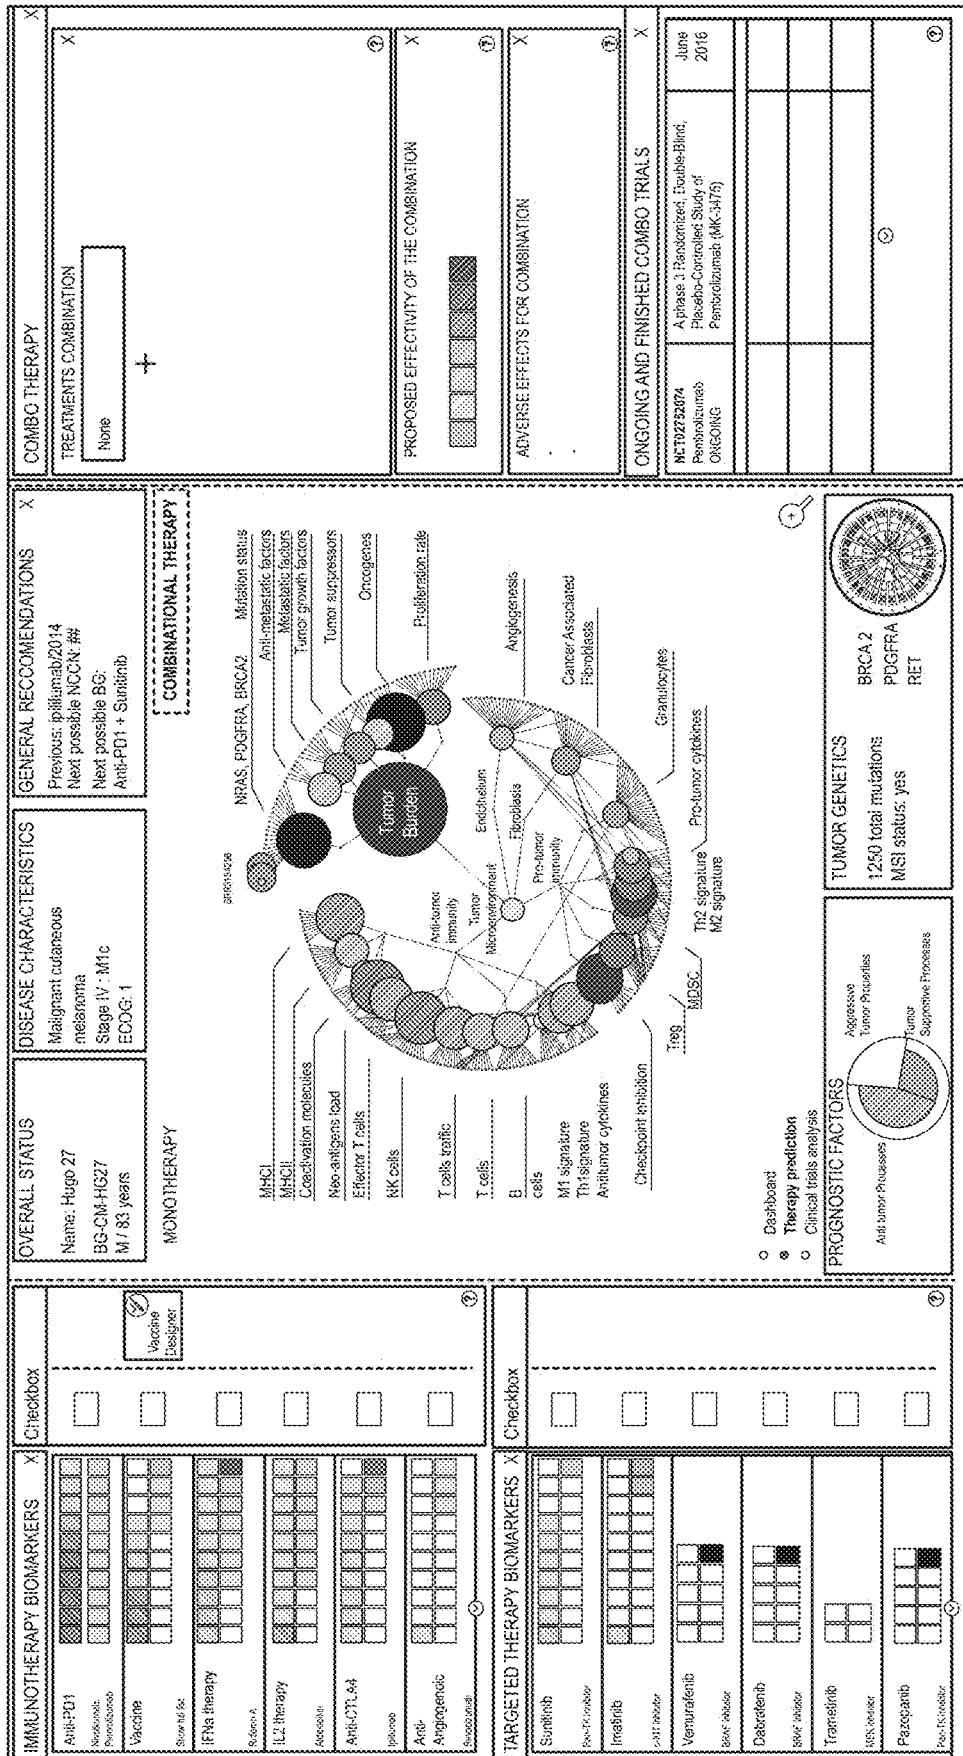 IMMUNOTHERAPY BIOMARKERS X
Checkbox
Anti-PD1
Nivolumab,
Pembrolizumab
Vaccine
Vaccine
Designer
IFNa therapy
IL2 therapy
Anti-CTLA4
Ipilimumab
Anti-
Angiogenoic
Bevacizumab
?
TARGETED THERAPY BIOMARKERS X
Checkbox
Sunitinib
Imatinib
Vemurafenib
BRAF inhibitor
Dabrafenib
BRAF inhibitor
Trametinib
MEK inhibitor
Pazopanib
?
OVERALL STATUS
Name: Hugo 27
BG-CM-HG27
M / 83 years
DISEASE CHARACTERISTICS
Malignant cutaneous
melanoma
Stage IV : M1c
ECOG: 1
GENERAL RECCOMENDATIONS X
Previous: ipililumab/2014
Next possible NCCN: ##
Next possible BG:
Anti-PD1 + Sunitinib
MONOTHERAPY
COMBINATIONAL THERAPY
MHCI
MHCII
Coactivation molecules
Neo-antigens load
Effector T cells
NK cells
T cells traffic
T cells
B
cells
M1 signature
Th1signature
Antitumor cytokines
Checkpoint inhibition
Treg
MDSC
Th2 signature
M2 signature
Pro-tumor cytokines
Granulocytes
Cancer Associated
Fibroblasts
Angiogenesis
Proliferation rate
Oncogenes
Tumor suppressors
Tumor growth factors
Metastatic factors
Anti-metastatic factors
Mutation status
NRAS, PDGFRA, BRCA2
Tumor
Burden
Anti-tumor
immunity
Tumor
Microenvironment
Pro-tumor
immunity
Endothelium
Fibroblasis
Dashboard
Therapy prediction
Clinical trials analysis
PROGNOSTIC FACTORS
Anti tumor Processes
Aggressive
Tumor Properties
Tumor
Supportive Processes
TUMOR GENETICS
1250 total mutations
MSI status: yes
BRCA 2
PDGFRA
RET
COMBO THERAPY X
TREATMENTS COMBINATION X
None
+
?
PROPOSED EFFECTIVITY OF THE COMBINATION X
?
ADVERSE EFFECTS FOR COMBINATION X
?
ONGOING AND FINISHED COMBO TRIALS X
NCT02752074
Pembrolizumab
ONGOING
A phase 3 Randomized, Double-Blind,
Placebo-Controlled Study of
Pembrolizumab (MK-3475)
June
2016
?